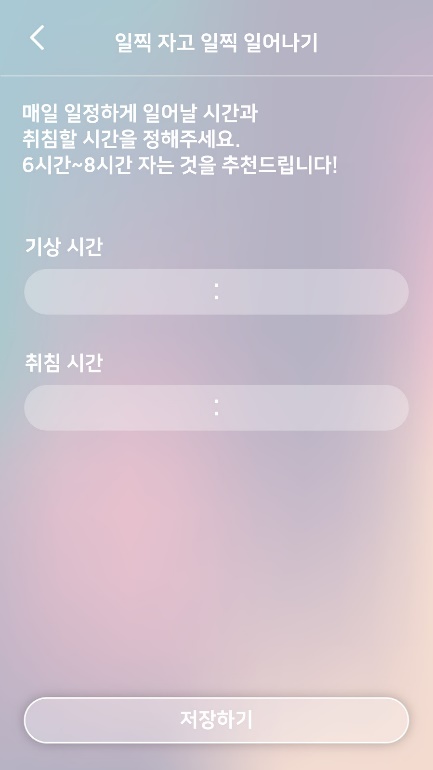 일찍 자고 일찍 일어나기
매일 일정하게 일어날 시간과
취침할 시간을 정해주세요.
6시간~8시간 자는 것을 추천드립니다!
기상 시간
:
취침 시간
:
저장하기